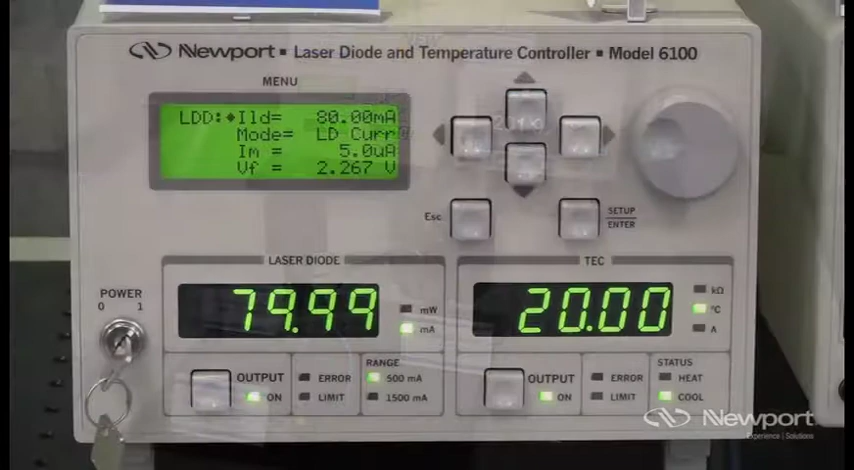 Newport ▪ Laser Diode and Temperature Controller ▪ Model 6100
MENU
LDD:◆Ild= 80.00mA
Mode= LD Curr
Im = 5.0uA
Vf = 2.267 V
Esc
SETUP
ENTER
LASER DIODE
TEC
POWER
0 1
79.99
mW
mA
20.00
kΩ
°C
A
OUTPUT
ON
ERROR
LIMIT
RANGE
500 mA
1500 mA
OUTPUT
ON
ERROR
LIMIT
STATUS
HEAT
COOL
Newport
Experience | Solutions